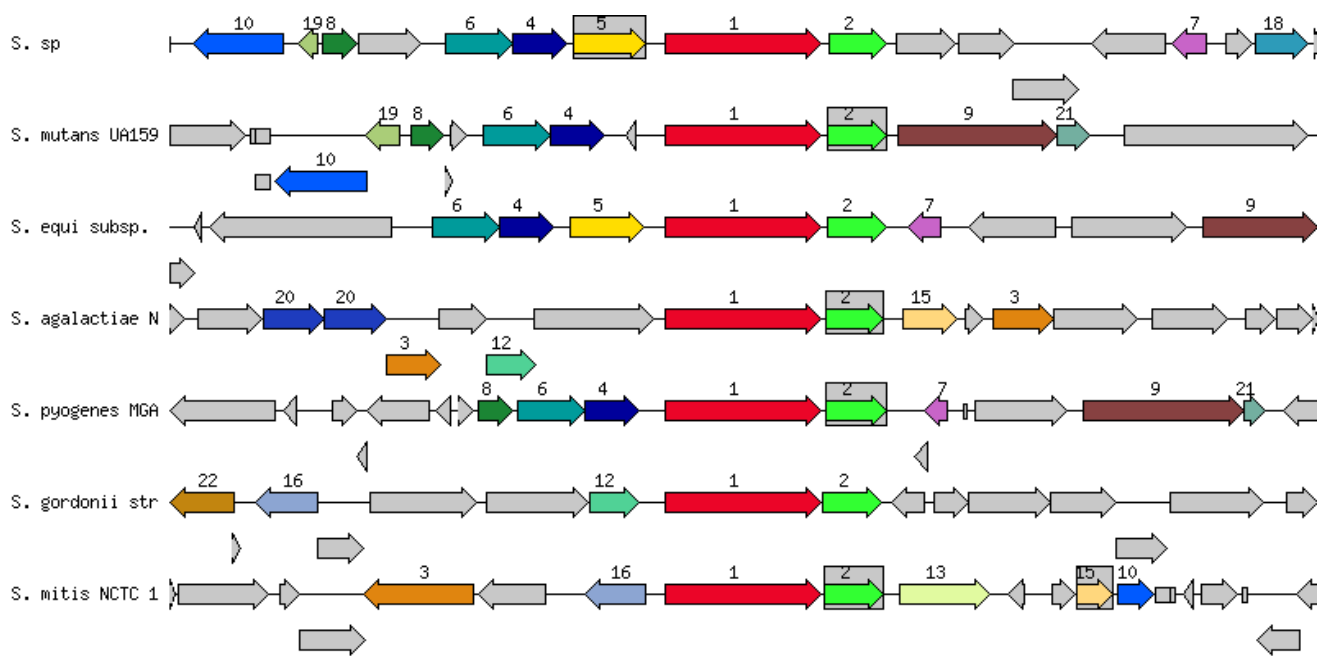 10 19 8 6 4 5 1 2 7 18
S. sp
19 8 6 4 1 2 9 21
S. mutans UA159
10
6 4 5 1 2 7 9
S. equi subsp.
20 20 1 2 15 3
S. agalactiae N
3 12
8 6 4 1 2 7 9 21
S. pyogenes MGA
22 16 12 1 2
S. gordonii str
3 16 1 2 13 15 10
S. mitis NCTC 1